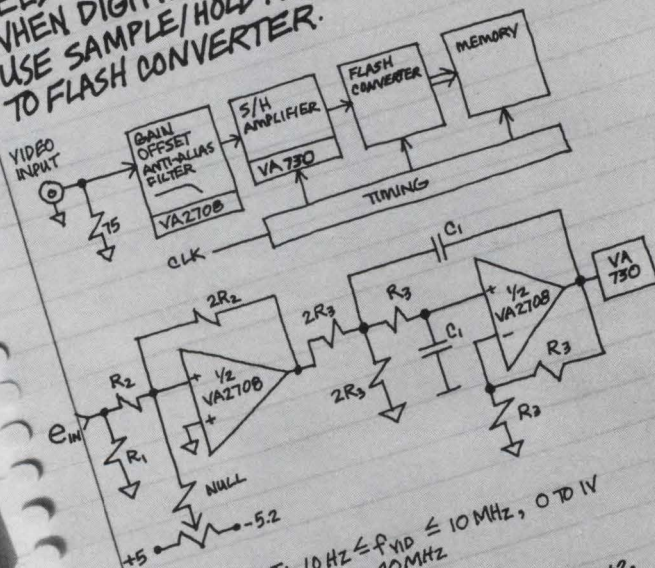 WHEN DIGIT
USE SAMPLE/HOLD
TO FLASH CONVERTER.
VIDEO
INPUT
75
GAIN
OFFSET
ANTI-ALIAS
FILTER
VA2708
S/H
AMPLIFIER
VA730
FLASH
CONVERTER
MEMORY
TIMING
CLK
eIN
R1
R2
2R2
+
1/2
VA2708
+
NULL
+5
-5.2
2R3
2R3
R3
C1
C1
+
1/2
VA2708
-
R3
R3
VA
730
10 Hz ≤ fVID ≤ 10 MHz, 0 TO 1V
0 MHz